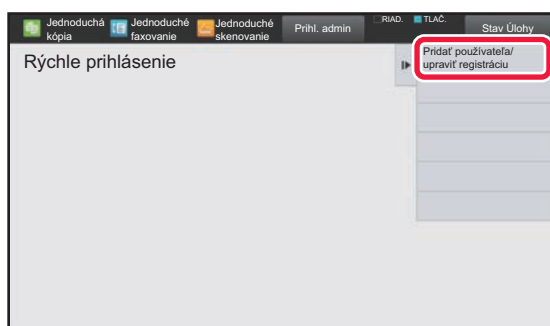 Jednoduchá
kópia
Jednoduché
faxovanie
Jednoduché
skenovanie
Prihl. admin
RIAD.
TLAČ.
Stav Úlohy
Rýchle prihlásenie
Pridať používateľa/
upraviť registráciu